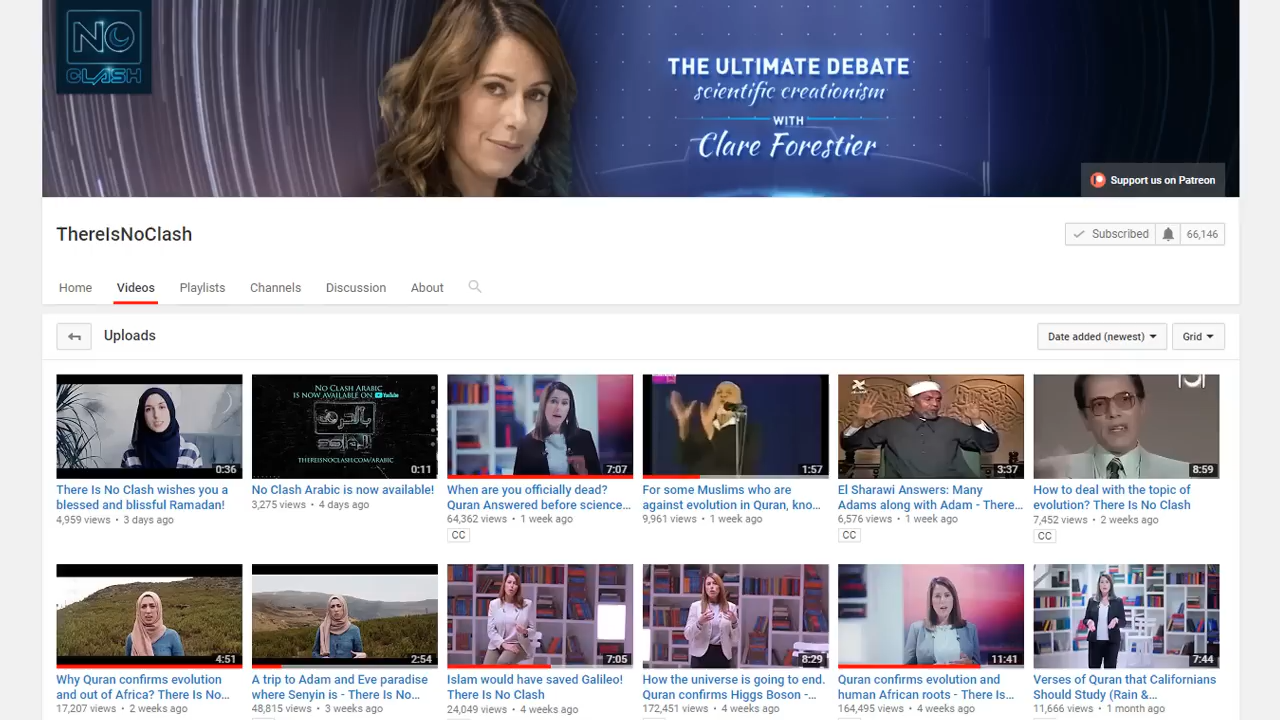 NO
CLASH
THE ULTIMATE DEBATE
scientific creationism
WITH
Clare Forestier
Support us on Patreon
ThereIsNoClash
Subscribed 66,146
Home Videos Playlists Channels Discussion About
Uploads
Date added (newest) Grid
NO CLASH ARABIC
IS NOW AVAILABLE ON YouTube
THEREISNOCLASH.COM/ARABIC
0:36 0:11 7:07 1:57 3:37 8:59
There Is No Clash wishes you a
blessed and blissful Ramadan!
4,959 views • 3 days ago
No Clash Arabic is now available!
3,275 views • 4 days ago
When are you officially dead?
Quran Answered before science...
64,362 views • 1 week ago
CC
For some Muslims who are
against evolution in Quran, kno...
9,961 views • 1 week ago
El Sharawi Answers: Many
Adams along with Adam - There...
6,576 views • 1 week ago
CC
How to deal with the topic of
evolution? There Is No Clash
7,452 views • 2 weeks ago
CC
4:51 2:54 7:05 8:29 11:41 7:44
Why Quran confirms evolution
and out of Africa? There Is No...
17,207 views • 2 weeks ago
A trip to Adam and Eve paradise
where Senyin is - There Is No...
48,815 views • 3 weeks ago
Islam would have saved Galileo!
There Is No Clash
24,049 views • 4 weeks ago
How the universe is going to end.
Quran confirms Higgs Boson -...
172,451 views • 4 weeks ago
Quran confirms evolution and
human African roots - There Is...
164,495 views • 4 weeks ago
Verses of Quran that Californians
Should Study (Rain &...
11,666 views • 1 month ago